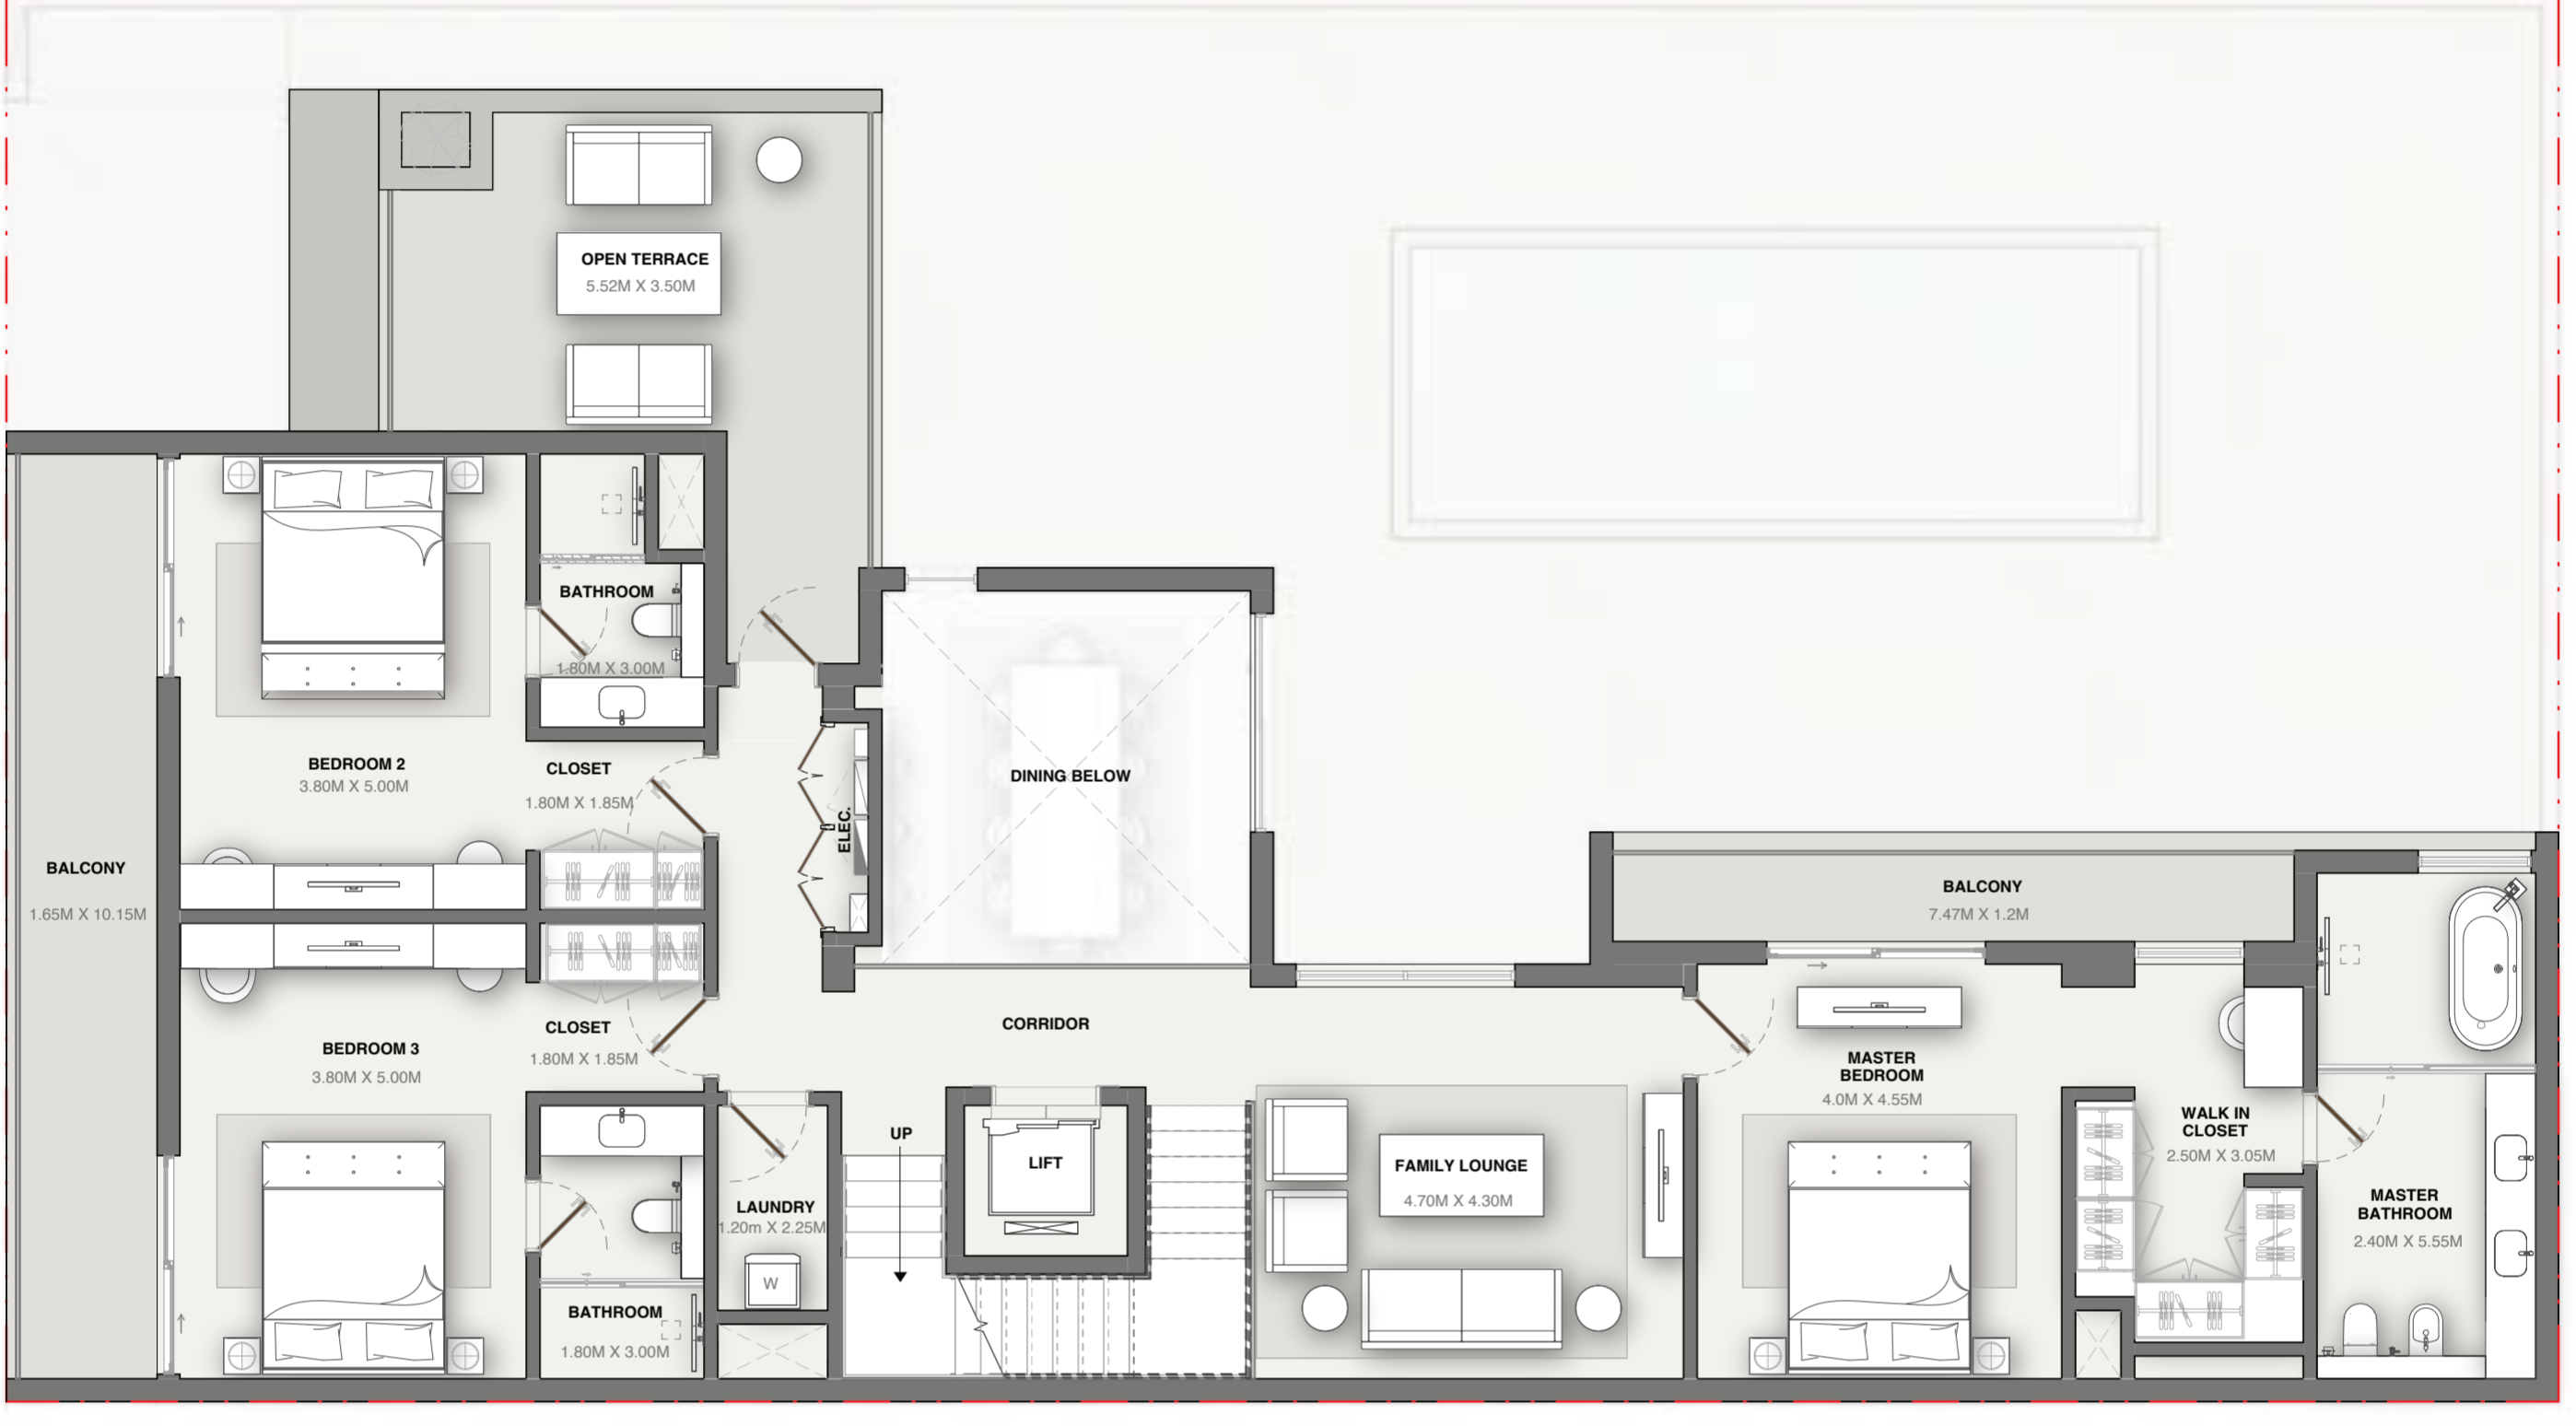 OPEN TERRACE
5.52M X 3.50M
BATHROOM
1.80M X 3.00M
BEDROOM 2
3.80M X 5.00M
CLOSET
1.80M X 1.85M
ELEC.
DINING BELOW
BALCONY
1.65M X 10.15M
BALCONY
7.47M X 1.2M
CORRIDOR
CLOSET
1.80M X 1.85M
BEDROOM 3
3.80M X 5.00M
MASTER
BEDROOM
4.0M X 4.55M
WALK IN
CLOSET
2.50M X 3.05M
UP
LIFT
FAMILY LOUNGE
4.70M X 4.30M
LAUNDRY
1.20m X 2.25M
W
MASTER
BATHROOM
2.40M X 5.55M
BATHROOM
1.80M X 3.00M